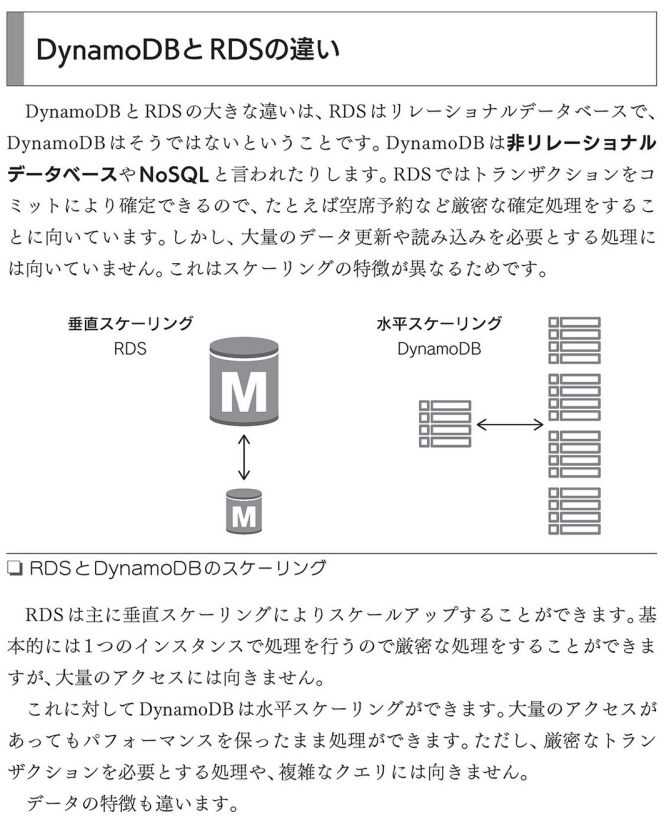 DynamoDBとRDSの違い
DynamoDBとRDSの大きな違いは、RDSはリレーショナルデータベースで、
DynamoDBはそうではないということです。DynamoDBは非リレーショナル
データベースやNoSQLと言われたりします。RDSではトランザクションをコ
ミットにより確定できるので、たとえば空席予約など厳密な確定処理をするこ
とに向いています。しかし、大量のデータ更新や読み込みを必要とする処理に
は向いていません。これはスケーリングの特徴が異なるためです。
垂直スケーリング
RDS
M
M
水平スケーリング
DynamoDB
❏ RDSとDynamoDBのスケーリング
RDSは主に垂直スケーリングによりスケールアップすることができます。基
本的には1つのインスタンスで処理を行うので厳密な処理をすることができま
すが、大量のアクセスには向きません。
これに対してDynamoDBは水平スケーリングができます。大量のアクセスが
あってもパフォーマンスを保ったまま処理ができます。ただし、厳密なトラン
ザクションを必要とする処理や、複雑なクエリには向きません。
データの特徴も違います。